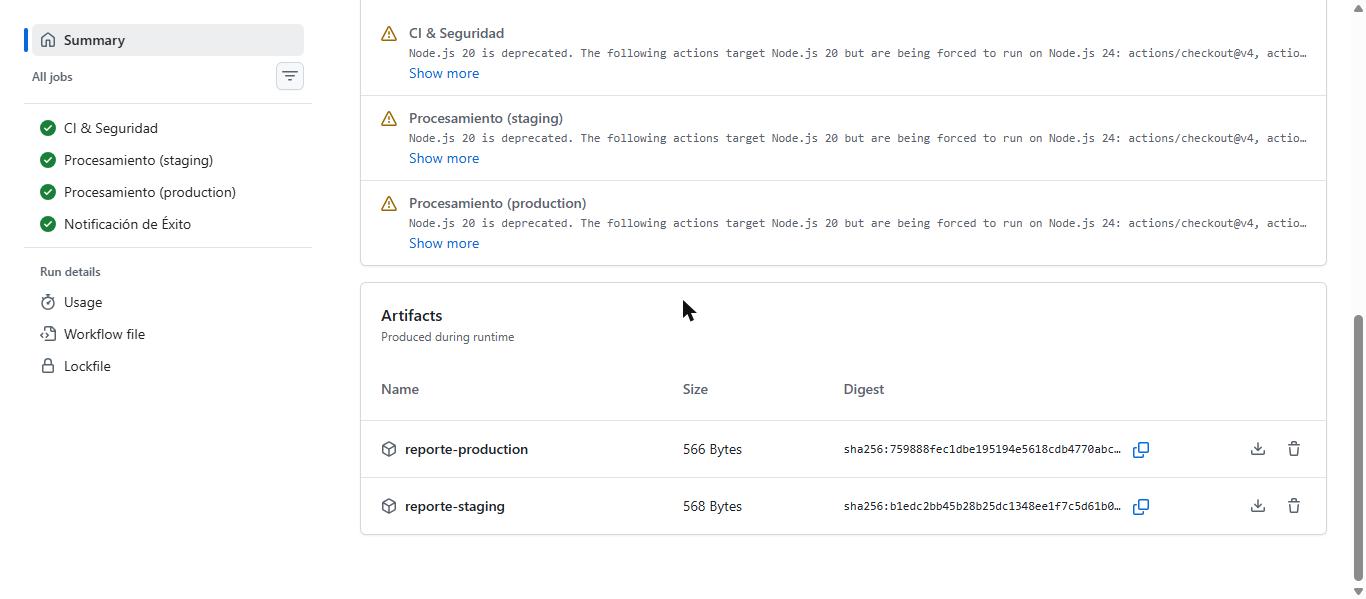 Summary
All jobs
CI & Seguridad
Procesamiento (staging)
Procesamiento (production)
Notificación de Éxito
Run details
Usage
Workflow file
Lockfile
CI & Seguridad
Node.js 20 is deprecated. The following actions target Node.js 20 but are being forced to run on Node.js 24: actions/checkout@v4, actio…
Show more
Procesamiento (staging)
Node.js 20 is deprecated. The following actions target Node.js 20 but are being forced to run on Node.js 24: actions/checkout@v4, actio…
Show more
Procesamiento (production)
Node.js 20 is deprecated. The following actions target Node.js 20 but are being forced to run on Node.js 24: actions/checkout@v4, actio…
Show more
Artifacts
Produced during runtime
Name Size Digest
reporte-production 566 Bytes sha256:759888fec1dbe195194e5618cdb4770abc…
reporte-staging 568 Bytes sha256:b1edc2bb45b28b25dc1348ee1f7c5d61b0…